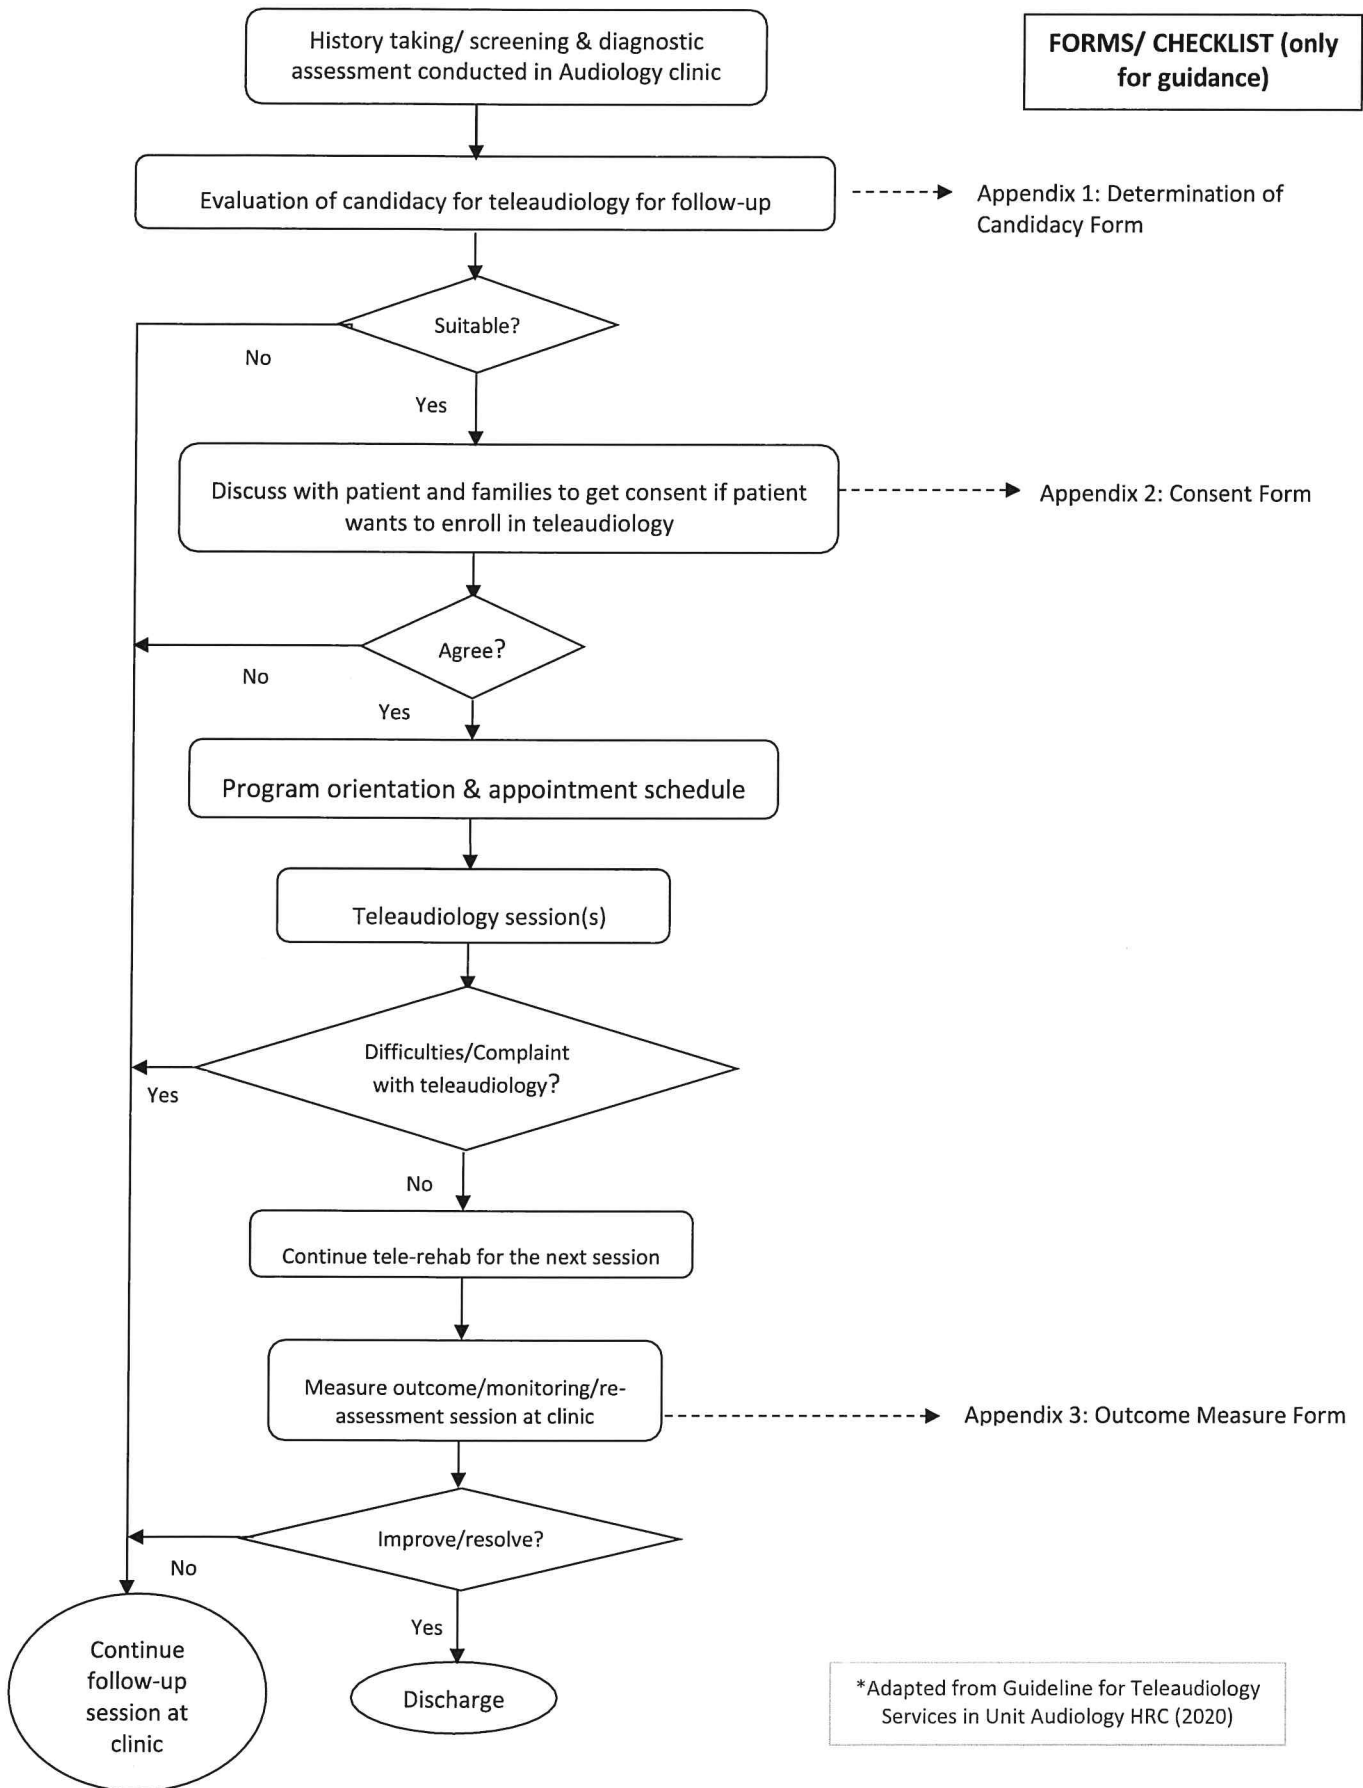 History taking/ screening & diagnostic
assessment conducted in Audiology clinic
FORMS/ CHECKLIST (only
for guidance)
Evaluation of candidacy for teleaudiology for follow-up
Appendix 1: Determination of
Candidacy Form
Suitable?
No
Yes
Discuss with patient and families to get consent if patient
wants to enroll in teleaudiology
Appendix 2: Consent Form
Agree?
No
Yes
Program orientation & appointment schedule
Teleaudiology session(s)
Difficulties/Complaint
with teleaudiology?
Yes
No
Continue tele-rehab for the next session
Measure outcome/monitoring/re-
assessment session at clinic
Appendix 3: Outcome Measure Form
Improve/resolve?
No
Yes
Continue
follow-up
session at
clinic
Discharge
*Adapted from Guideline for Teleaudiology
Services in Unit Audiology HRC (2020)